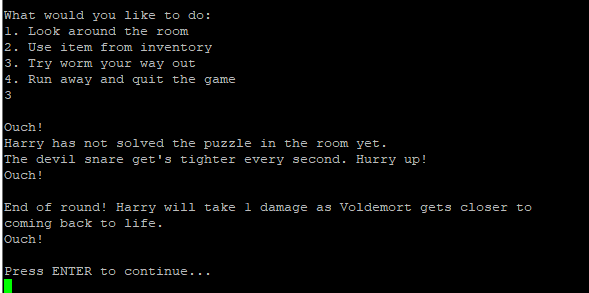 What would you like to do:
1. Look around the room
2. Use item from inventory
3. Try worm your way out
4. Run away and quit the game
3
Ouch!
Harry has not solved the puzzle in the room yet.
The devil snare get's tighter every second. Hurry up!
Ouch!
End of round! Harry will take 1 damage as Voldemort gets closer to
coming back to life.
Ouch!
Press ENTER to continue...